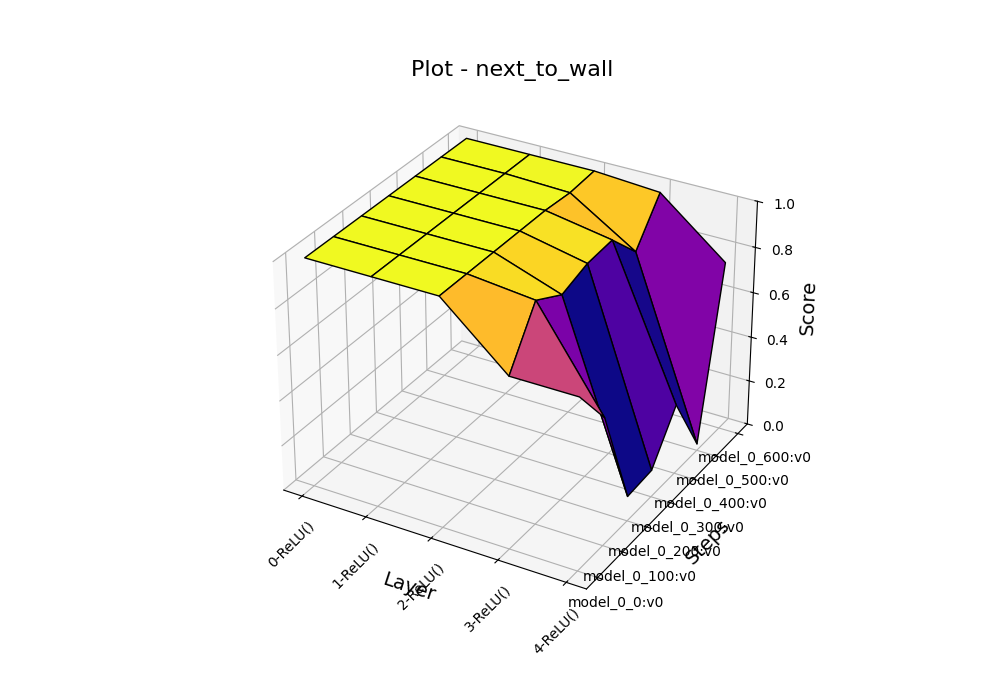 Plot - next_to_wall
1.0
0.8
0.6
0.4
0.2
0.0
Score
model_0_600:v0
model_0_500:v0
model_0_400:v0
model_0_300:v0
model_0_200:v0
model_0_100:v0
model_0_0:v0
Steps
0-ReLU()
1-ReLU()
2-ReLU()
3-ReLU()
4-ReLU()
Layer